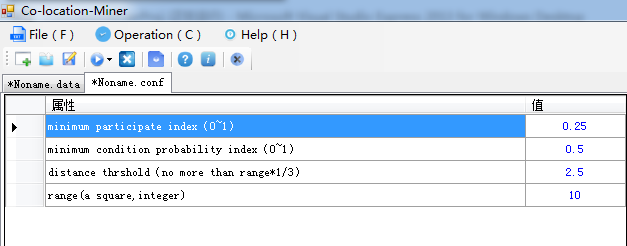 Co-location-Miner
File ( F ) Operation ( C ) Help ( H )
*Noname.data *Noname.conf
属性 值
minimum participate index (0~1) 0.25
minimum condition probability index (0~1) 0.5
distance thrshold (no more than range*1/3) 2.5
range(a square,integer) 10